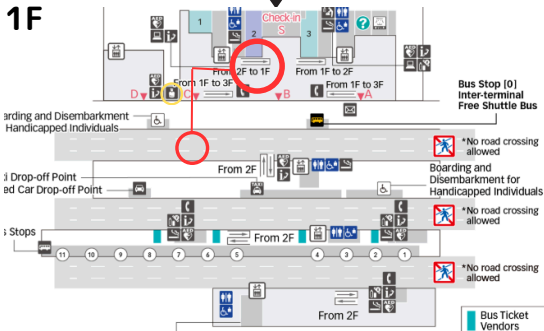 1F
1
2
3
Check-in
S
?
From 2F to 1F
From 1F to 2F
From 1F to 3F
From 1F to 3F
D
C
B
A
Bus Stop [0]
Inter-terminal
Free Shuttle Bus
arding and Disembarkment
Handicapped Individuals
*No road crossing
allowed
From 2F
i Drop-off Point
ed Car Drop-off Point
TAXI
Boarding and
Disembarkment for
Handicapped Individuals
*No road crossing
allowed
s Stops
From 2F
11
10
9
8
7
6
5
4
3
2
1
*No road crossing
allowed
From 2F
Bus Ticket
Vendors